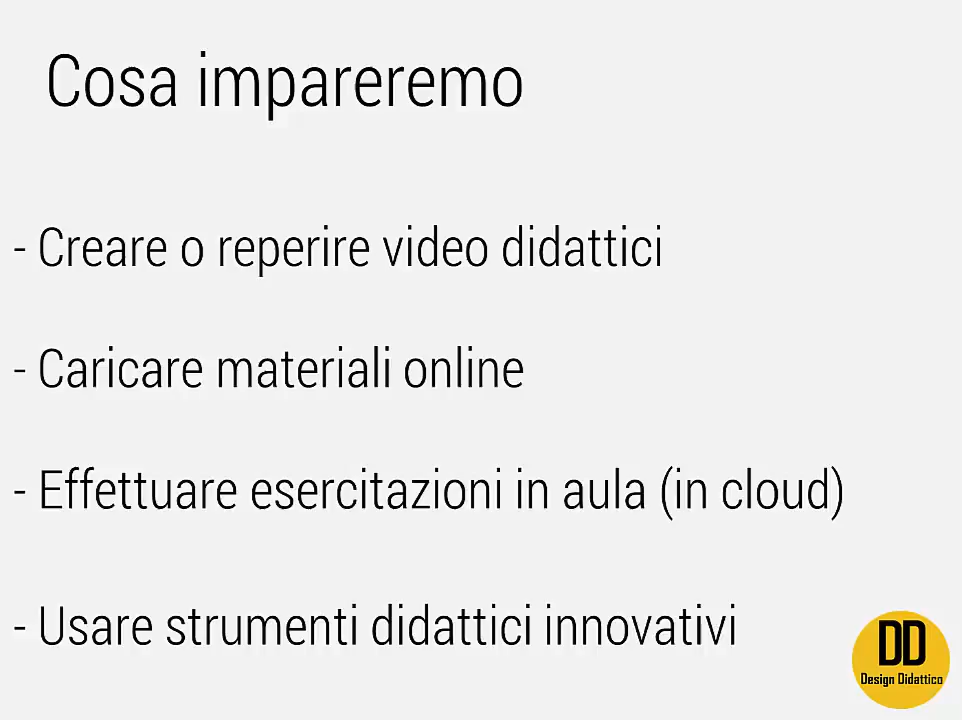 Cosa impareremo
- Creare o reperire video didattici
- Caricare materiali online
- Effettuare esercitazioni in aula (in cloud)
- Usare strumenti didattici innovativi
DD
Design Didattico